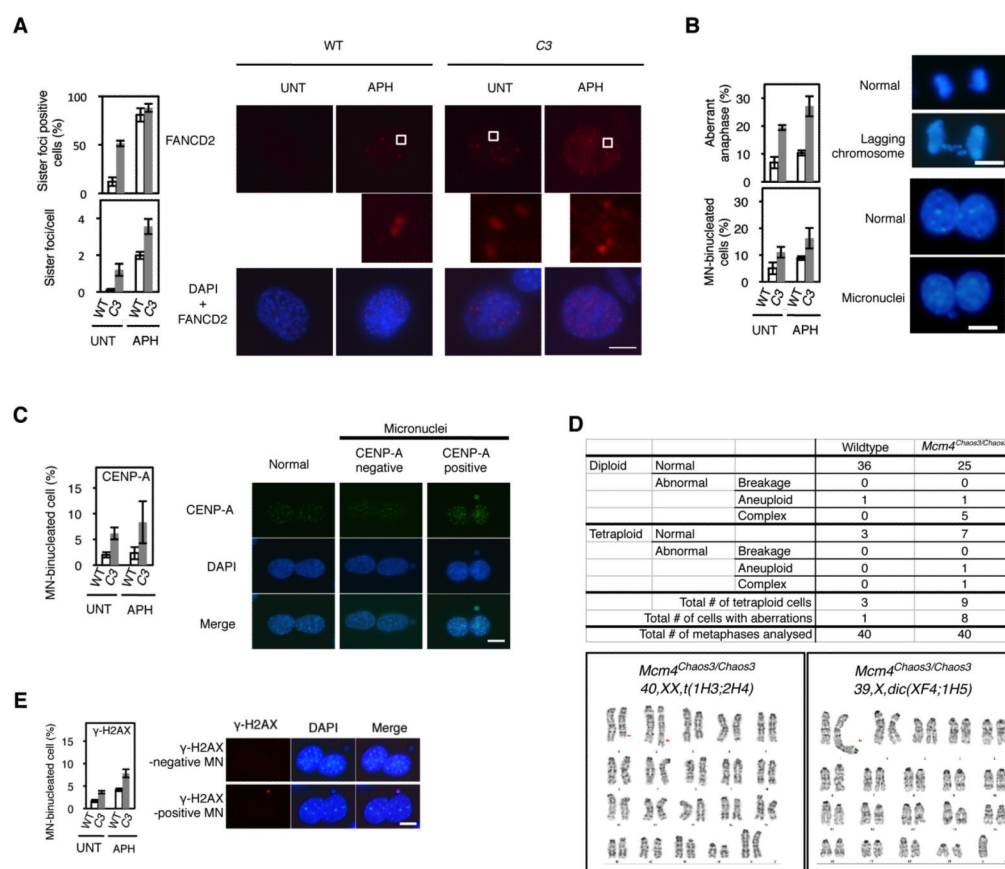 A
WT
C3
UNT
APH
UNT
APH
Sister foci positive
cells (%)
100
50
0
FANCD2
Sister foci/cell
4
2
0
WT
C3
WT
C3
UNT
APH
DAPI
+
FANCD2
B
Aberrant
anaphase (%)
30
20
10
0
MN-binucleated
cells (%)
30
20
10
0
WT
C3
WT
C3
UNT
APH
Normal
Lagging
chromosome
Normal
Micronuclei
C
MN-binucleated cell (%)
CENP-A
15
10
5
0
WT
C3
WT
C3
UNT
APH
Micronuclei
Normal
CENP-A
negative
CENP-A
positive
CENP-A
DAPI
Merge
D
Wildtype Mcm4Chaos3/Chaos3
Diploid Normal 36 25
Abnormal Breakage 0 0
Aneuploid 1 1
Complex 0 5
Tetraploid Normal 3 7
Abnormal Breakage 0 0
Aneuploid 0 1
Complex 0 1
Total # of tetraploid cells 3 9
Total # of cells with aberrations 1 8
Total # of metaphases analysed 40 40
Mcm4Chaos3/Chaos3
40,XX,t(1H3;2H4)
Mcm4Chaos3/Chaos3
39,X,dic(XF4;1H5)
E
MN-binucleated cell (%)
γ-H2AX
15
10
5
0
WT
C3
WT
C3
UNT
APH
γ-H2AX
DAPI
Merge
γ-H2AX
-negative MN
γ-H2AX
-positive MN